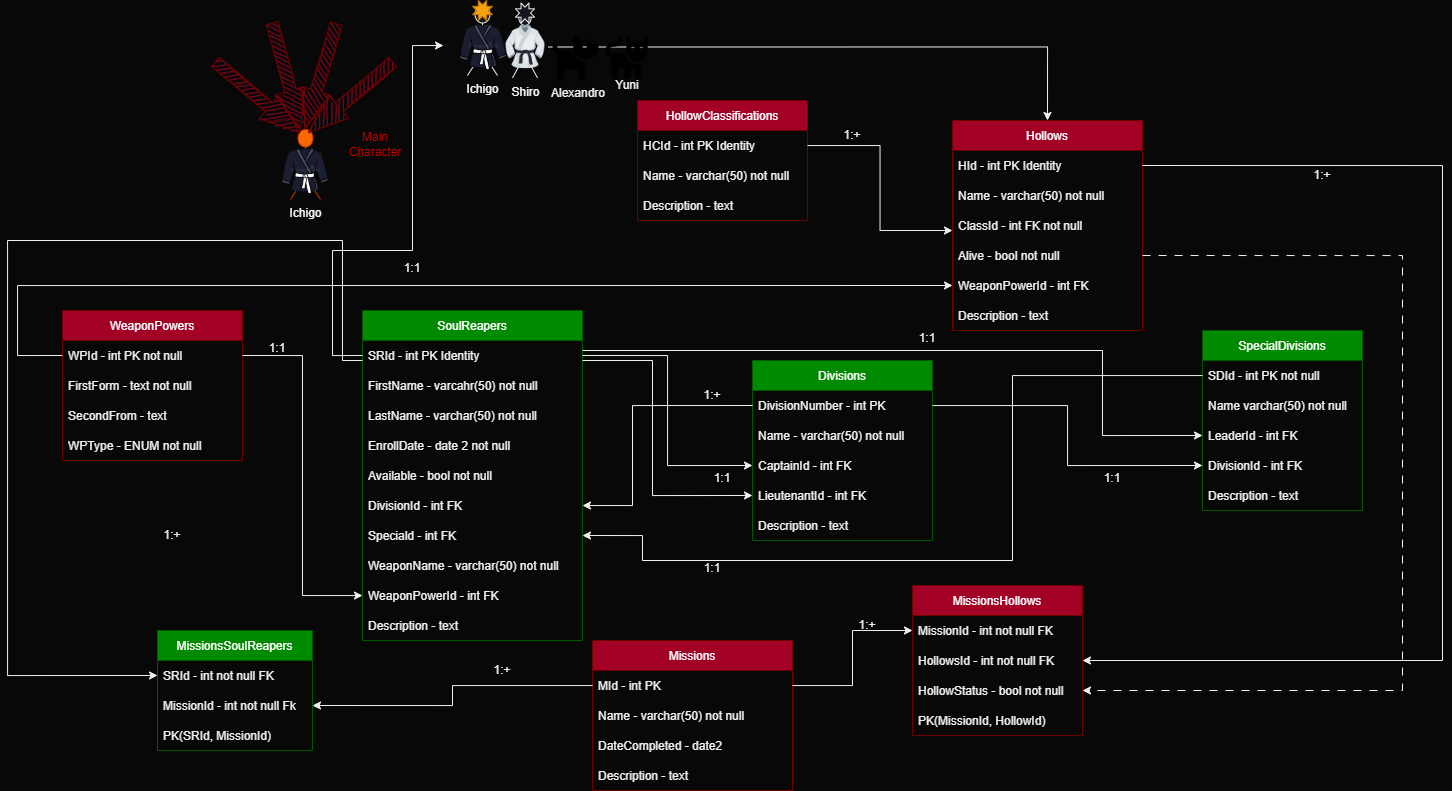 Ichigo
Shiro
Alexandro
Yuni
Main
Character
Ichigo
HollowClassifications
HCId - int PK Identity
Name - varchar(50) not null
Description - text
1:+
Hollows
HId - int PK Identity
Name - varchar(50) not null
ClassId - int FK not null
Alive - bool not null
WeaponPowerId - int FK
Description - text
1:+
1:1
WeaponPowers
WPId - int PK not null
FirstForm - text not null
SecondFrom - text
WPType - ENUM not null
1:1
SoulReapers
SRId - int PK Identity
FirstName - varcahr(50) not null
LastName - varchar(50) not null
EnrollDate - date 2 not null
Available - bool not null
DivisionId - int FK
SpeciaId - int FK
WeaponName - varchar(50) not null
WeaponPowerId - int FK
Description - text
1:1
1:+
Divisions
DivisionNumber - int PK
Name - varchar(50) not null
CaptainId - int FK
LieutenantId - int FK
Description - text
1:1
1:1
SpecialDivisions
SDId - int PK not null
Name varchar(50) not null
LeaderId - int FK
DivisionId - int FK
Description - text
1:1
1:+
MissionsSoulReapers
SRId - int not null FK
MissionId - int not null Fk
PK(SRId, MissionId)
1:+
Missions
MId - int PK
Name - varchar(50) not null
DateCompleted - date2
Description - text
1:+
MissionsHollows
MissionId - int not null FK
HollowsId - int not null FK
HollowStatus - bool not null
PK(MissionId, HollowId)